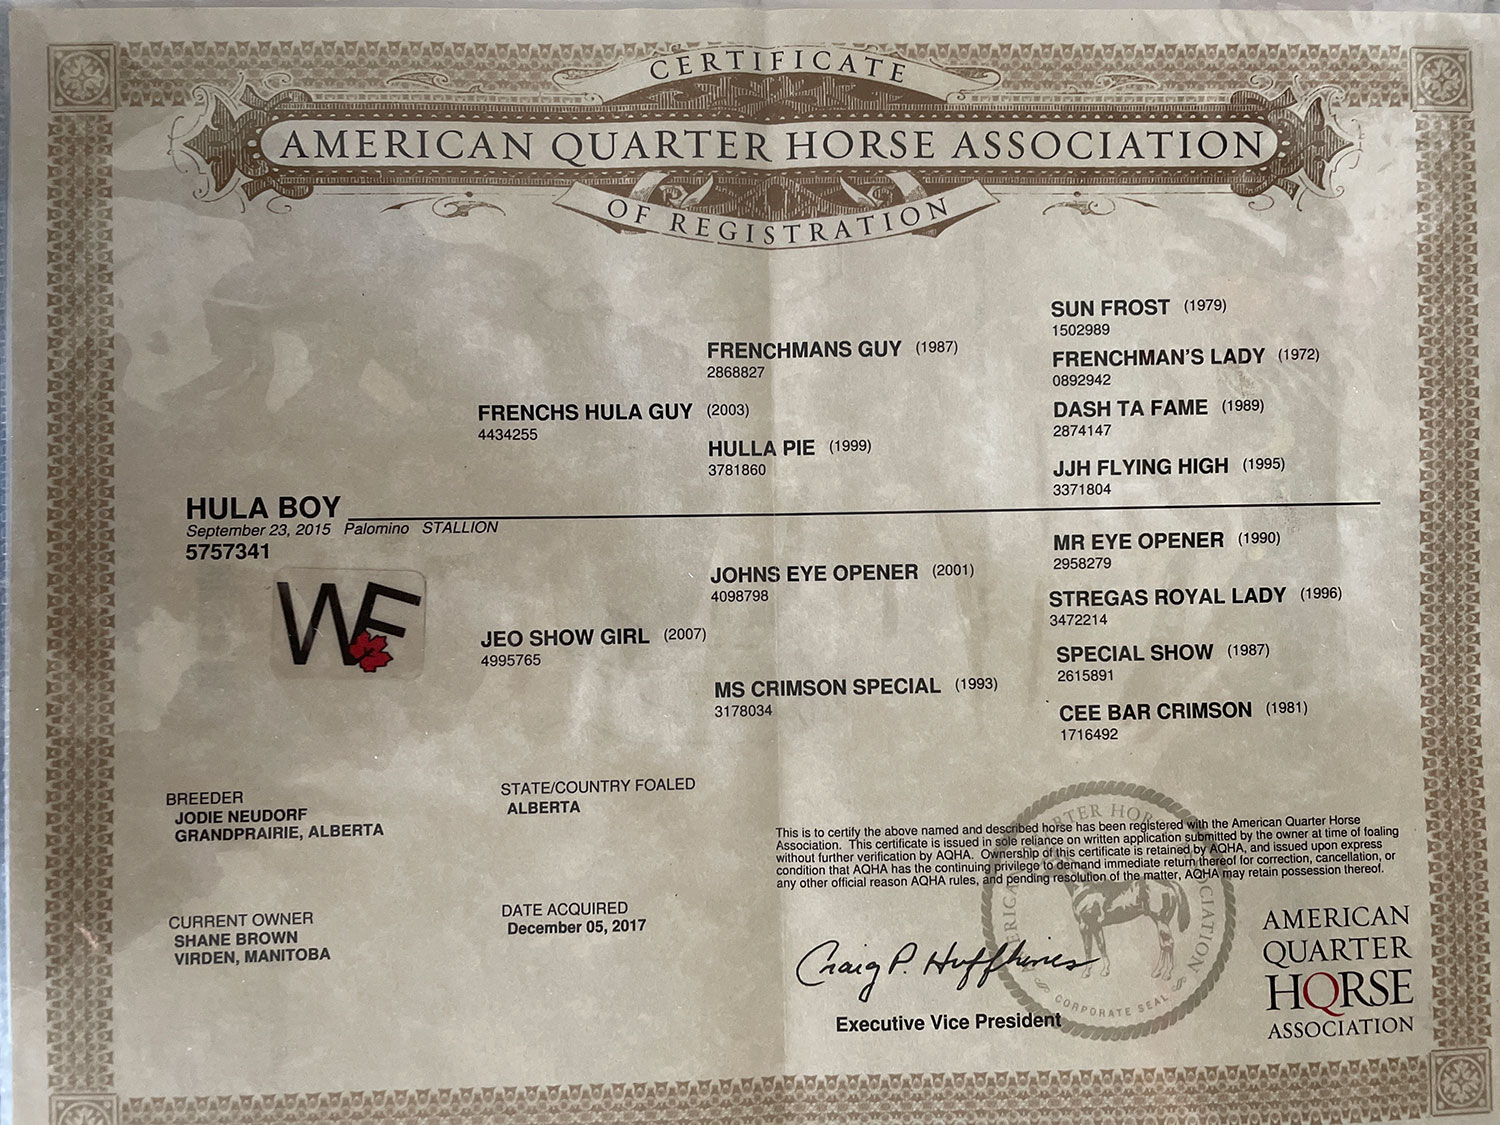 CERTIFICATE
AMERICAN QUARTER HORSE ASSOCIATION
OF REGISTRATION
SUN FROST (1979)
1502989
FRENCHMANS GUY (1987)
2868827
FRENCHMAN'S LADY (1972)
0892942
FRENCHS HULA GUY (2003)
4434255
DASH TA FAME (1989)
2874147
HULLA PIE (1999)
3781860
JJH FLYING HIGH (1995)
3371804
HULA BOY
September 23, 2015 Palomino STALLION
5757341
MR EYE OPENER (1990)
2958279
JOHNS EYE OPENER (2001)
4098798
STREGAS ROYAL LADY (1996)
3472214
WF
JEO SHOW GIRL (2007)
4995765
SPECIAL SHOW (1987)
2615891
MS CRIMSON SPECIAL (1993)
3178034
CEE BAR CRIMSON (1981)
1716492
BREEDER
JODIE NEUDORF
GRANDPRAIRIE, ALBERTA
STATE/COUNTRY FOALED
ALBERTA
CURRENT OWNER
SHANE BROWN
VIRDEN, MANITOBA
DATE ACQUIRED
December 05, 2017
This is to certify the above named and described horse has been registered with the American Quarter Horse
Association. This certificate is issued in sole reliance on written application submitted by the owner at time of foaling
without further verification by AQHA. Ownership of this certificate is retained by AQHA, and issued upon express
condition that AQHA has the continuing privilege to demand immediate return thereof for correction, cancellation, or
any other official reason AQHA rules, and pending resolution of the matter, AQHA may retain possession thereof.
Craig P. Huffhines
Executive Vice President
CORPORATE SEAL
AMERICAN
QUARTER
HORSE
ASSOCIATION